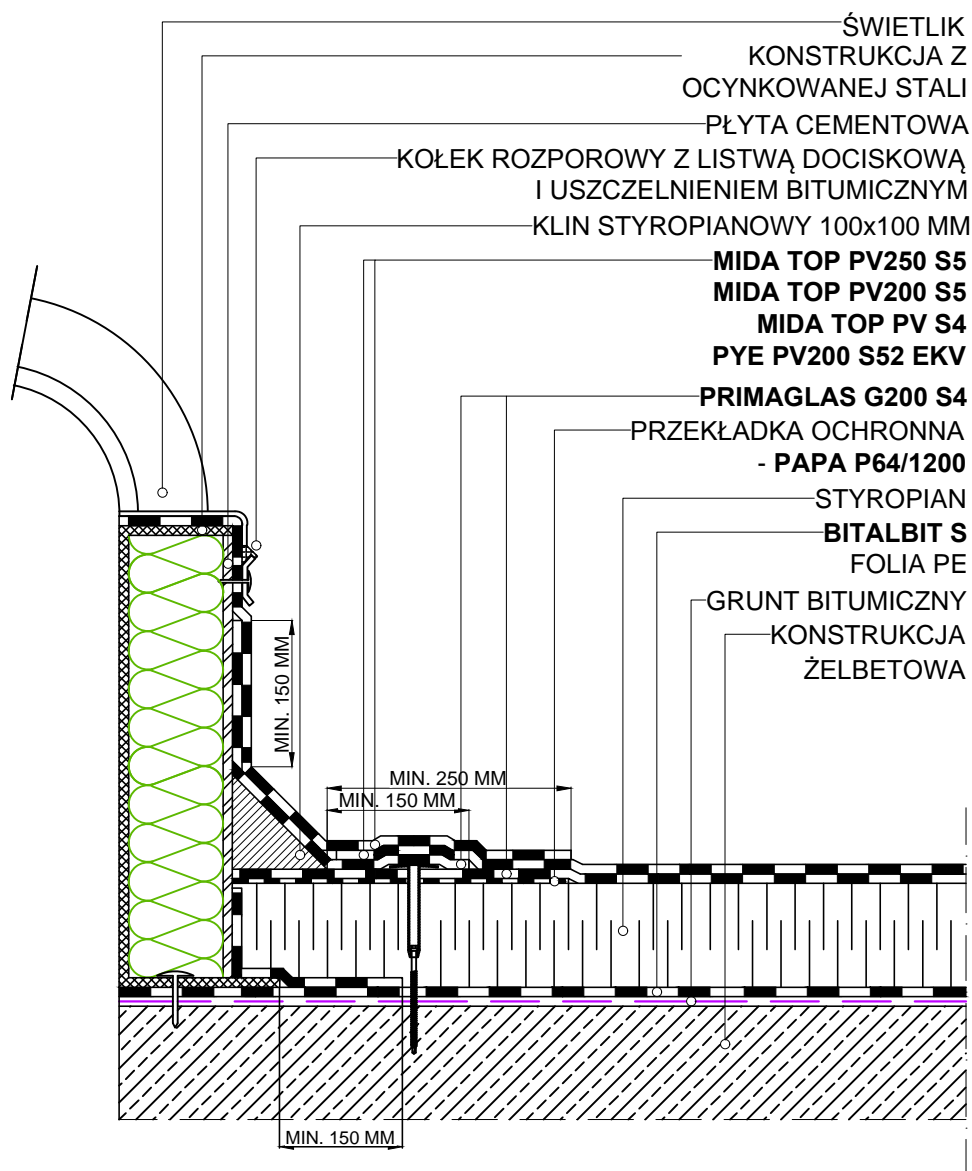 ŚWIETLIK
KONSTRUKCJA Z
OCYNKOWANEJ STALI
PŁYTA CEMENTOWA
KOŁEK ROZPOROWY Z LISTWĄ DOCISKOWĄ
I USZCZELNIENIEM BITUMICZNYM
KLIN STYROPIANOWY 100x100 MM
MIDA TOP PV250 S5
MIDA TOP PV200 S5
MIDA TOP PV S4
PYE PV200 S52 EKV
PRIMAGLAS G200 S4
PRZEKŁADKA OCHRONNA
- PAPA P64/1200
STYROPIAN
BITALBIT S
FOLIA PE
GRUNT BITUMICZNY
KONSTRUKCJA
ŻELBETOWA
MIN. 150 MM
MIN. 250 MM
MIN. 150 MM
MIN. 150 MM